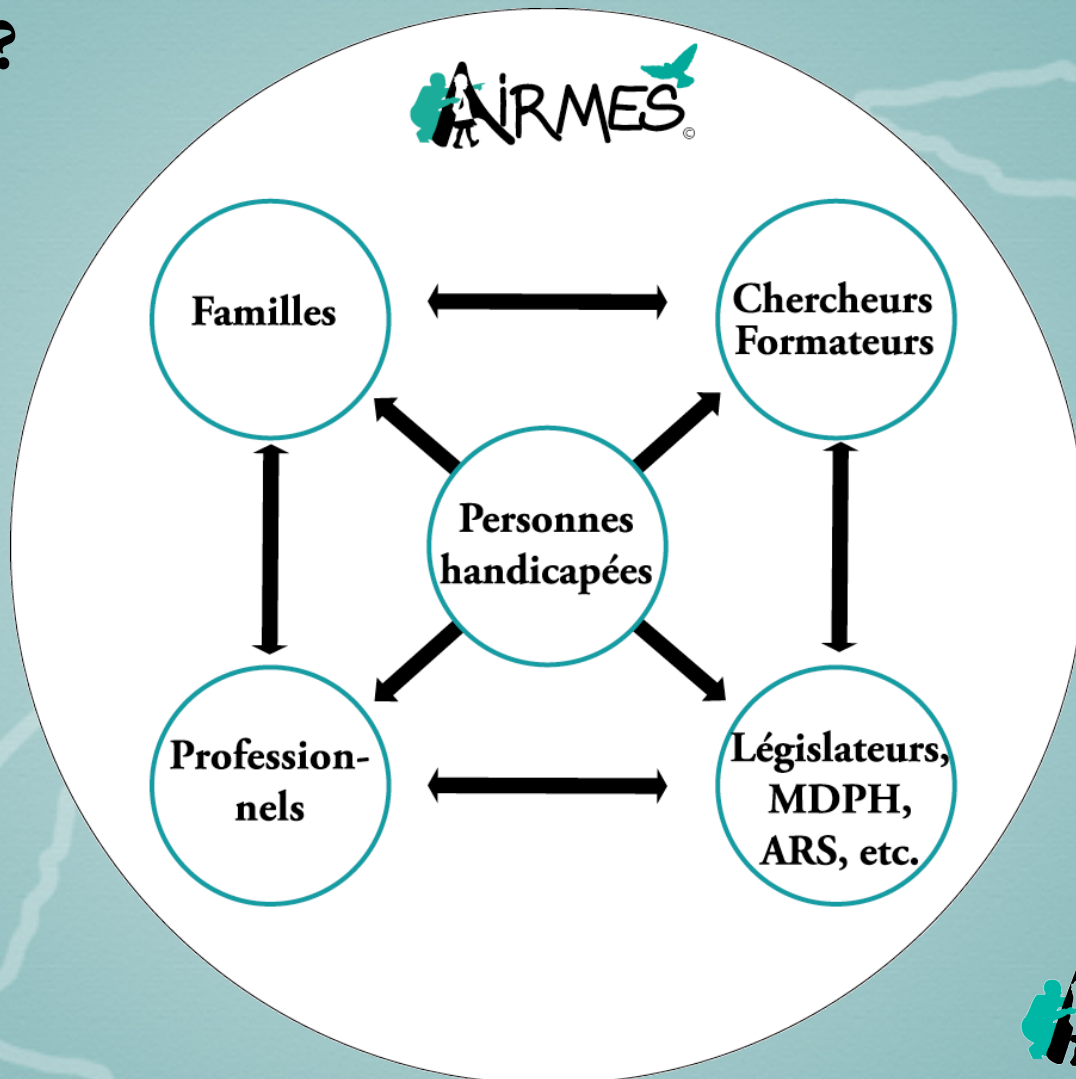 ?
AIRMES
©
Familles
Chercheurs
Formateurs
Personnes
handicapées
Profession-
nels
Législateurs,
MDPH,
ARS, etc.